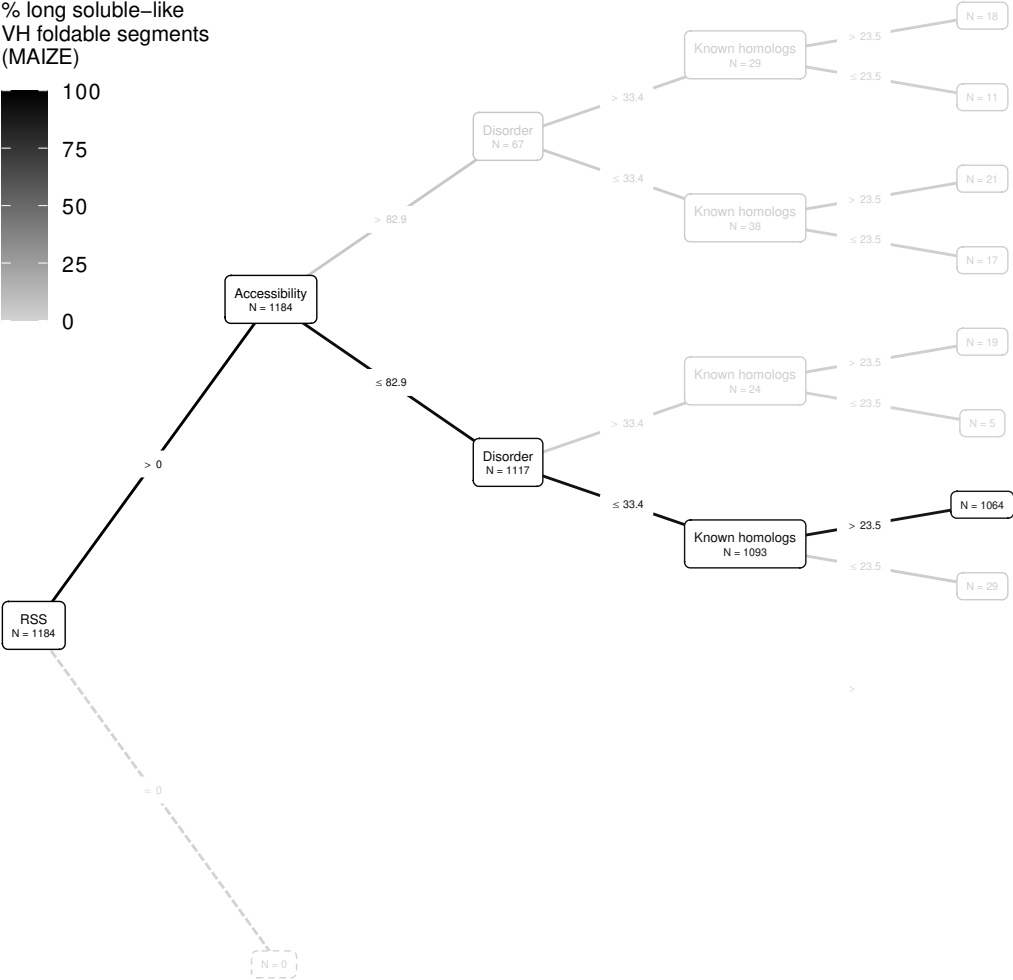 % long soluble−like
VH foldable segments
(MAIZE)
100
75
50
25
0
N = 18
> 23.5
Known homologs
N = 29
≤ 23.5
> 33.4
N = 11
Disorder
N = 67
≤ 33.4
N = 21
> 23.5
Known homologs
N = 38
> 82.9
≤ 23.5
N = 17
Accessibility
N = 1184
N = 19
> 23.5
Known homologs
N = 24
≤ 82.9
≤ 23.5
> 33.4
N = 5
Disorder
N = 1117
> 0
≤ 33.4
N = 1064
> 23.5
Known homologs
N = 1093
≤ 23.5
N = 29
RSS
N = 1184
>
= 0
N = 0